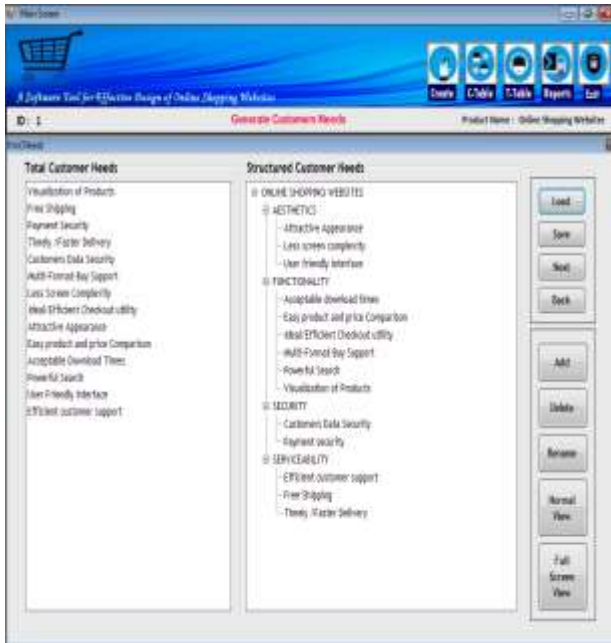 Main Screen
A Software Tool for Effective Design of Online Shopping Websites
Create C-Table T-Table Reports Exit
ID: 1 Generate Customers Needs Product Name: Online Shopping Websites
Total Customer Needs
Visualization of Products
Free Shipping
Payment Security
Timely /Faster Delivery
Customers Data Security
Multi-Format-Buy Support
Less Screen Complexity
Ideal Efficient Checkout utility
Attractive Appearance
Easy product and price Comparison
Acceptable Download Times
Powerful Search
User Friendly Interface
Efficient customer support
Structured Customer Needs
ONLINE SHOPPING WEBSITES
AESTHETICS
Attractive Appearance
Less screen complexity
User friendly interface
FUNCTIONALITY
Acceptable download times
Easy product and price Comparison
Ideal Efficient Checkout utility
Multi-Format-Buy Support
Powerful Search
Visualization of Products
SECURITY
Customers Data Security
Payment security
SERVICEABILITY
Efficient customer support
Free Shipping
Timely /Faster Delivery
Load
Save
Next
Back
Add
Delete
Rename
Normal
View
Full
Screen
View